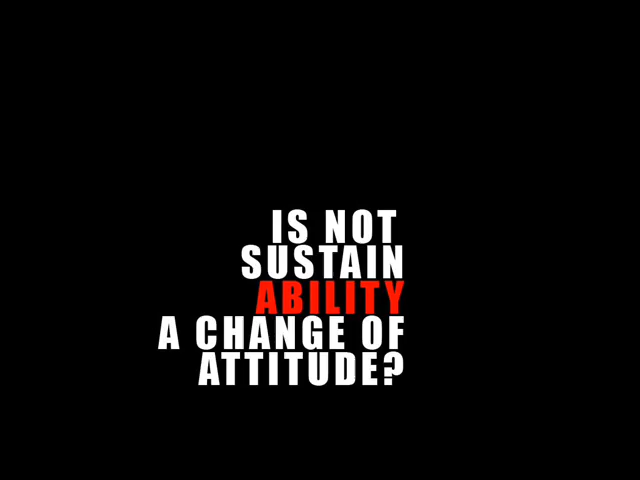 IS NOT
SUSTAIN
ABILITY
A CHANGE OF
ATTITUDE?